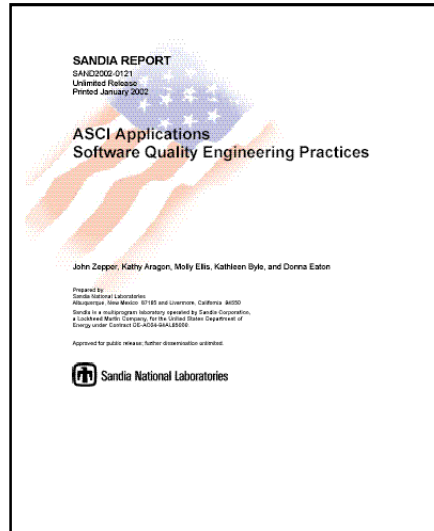 SANDIA REPORT
SAND2002-0121
Unlimited Release
Printed January 2002
ASCI Applications
Software Quality Engineering Practices
John Zepper, Kathy Aragon, Molly Ellis, Kathleen Byle, and Donna Eaton
Prepared by
Sandia National Laboratories
Albuquerque, New Mexico 87185 and Livermore, California 94550
Sandia is a multiprogram laboratory operated by Sandia Corporation,
a Lockheed Martin Company, for the United States Department of
Energy under Contract DE-AC04-94AL85000.
Approved for public release; further dissemination unlimited.
Sandia National Laboratories